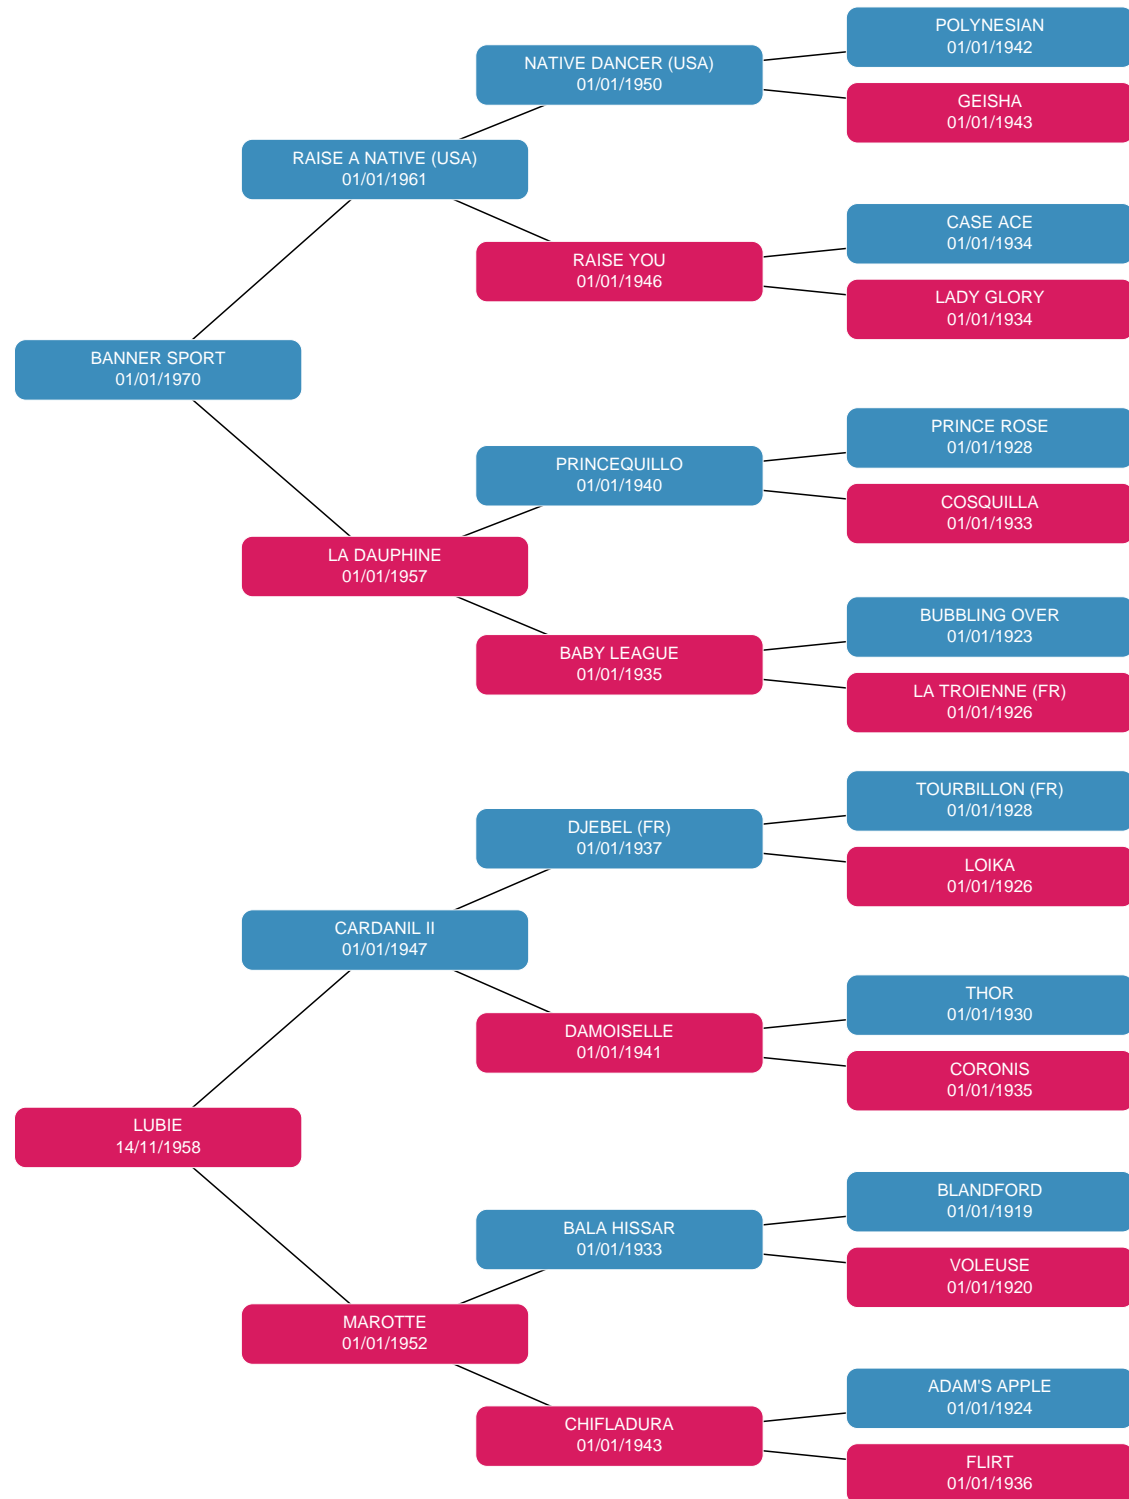 POLYNESIAN
01/01/1942
NATIVE DANCER (USA)
01/01/1950
GEISHA
01/01/1943
RAISE A NATIVE (USA)
01/01/1961
CASE ACE
01/01/1934
RAISE YOU
01/01/1946
LADY GLORY
01/01/1934
BANNER SPORT
01/01/1970
PRINCE ROSE
01/01/1928
PRINCEQUILLO
01/01/1940
COSQUILLA
01/01/1933
LA DAUPHINE
01/01/1957
BUBBLING OVER
01/01/1923
BABY LEAGUE
01/01/1935
LA TROIENNE (FR)
01/01/1926
TOURBILLON (FR)
01/01/1928
DJEBEL (FR)
01/01/1937
LOIKA
01/01/1926
CARDANIL II
01/01/1947
THOR
01/01/1930
DAMOISELLE
01/01/1941
CORONIS
01/01/1935
LUBIE
14/11/1958
BLANDFORD
01/01/1919
BALA HISSAR
01/01/1933
VOLEUSE
01/01/1920
MAROTTE
01/01/1952
ADAM'S APPLE
01/01/1924
CHIFLADURA
01/01/1943
FLIRT
01/01/1936